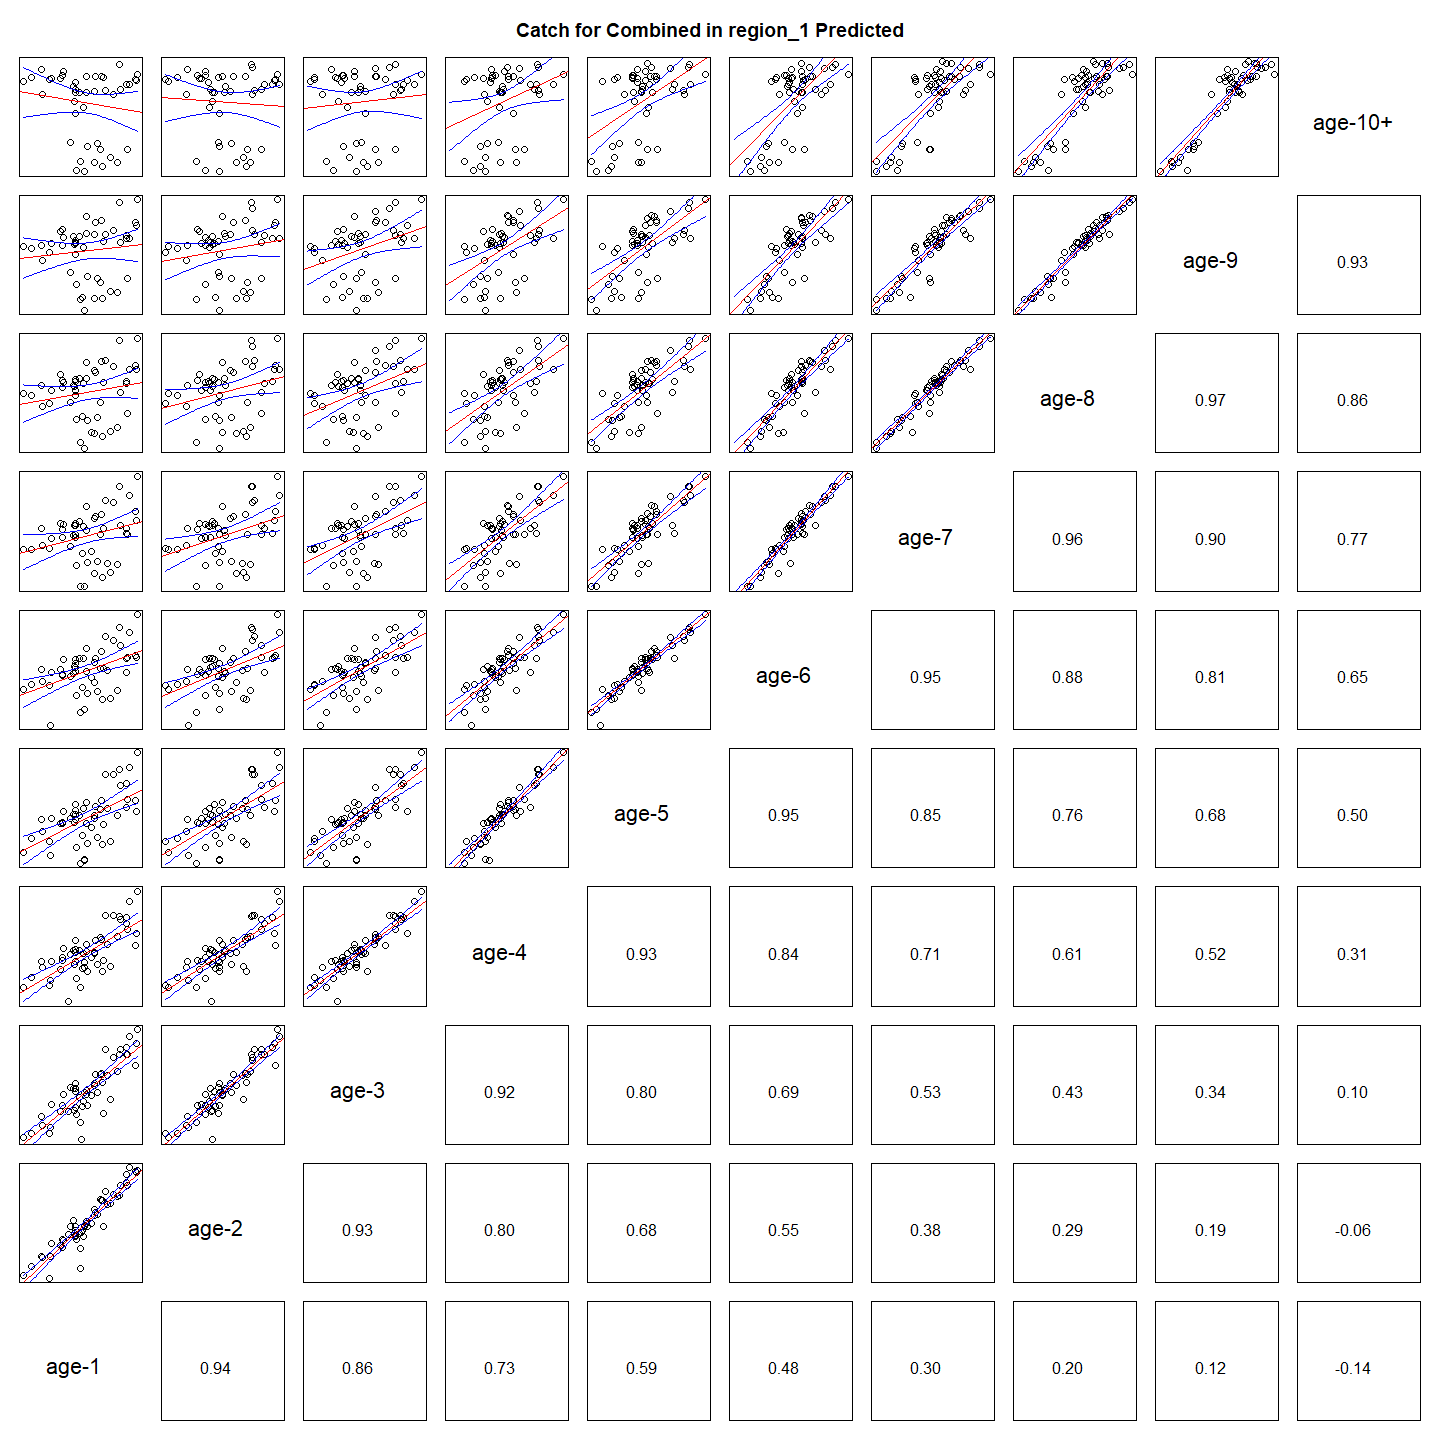 Catch for Combined in region_1 Predicted
age-10+
age-9 0.93
age-8 0.97 0.86
age-7 0.96 0.90 0.77
age-6 0.95 0.88 0.81 0.65
age-5 0.95 0.85 0.76 0.68 0.50
age-4 0.93 0.84 0.71 0.61 0.52 0.31
age-3 0.92 0.80 0.69 0.53 0.43 0.34 0.10
age-2 0.93 0.80 0.68 0.55 0.38 0.29 0.19 -0.06
age-1 0.94 0.86 0.73 0.59 0.48 0.30 0.20 0.12 -0.14